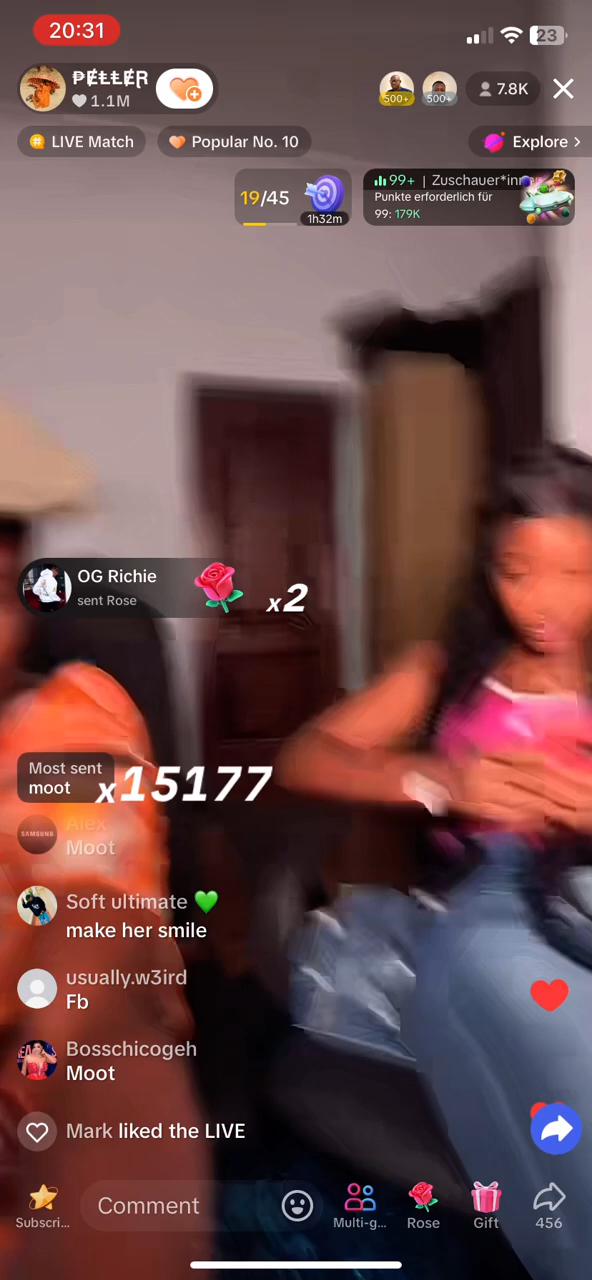 20:31
23
₱ɆⱠⱠɆⱤ
1.1M
500+
500+
7.8K
LIVE Match
Popular No. 10
Explore >
19/45
1h32m
99+ | Zuschauer*innen
Punkte erforderlich für
99: 179K
OG Richie
sent Rose
x2
Most sent
moot
x15177
SAMSUNG
Alex
Moot
Soft ultimate 💚
make her smile
usually.w3ird
Fb
Bosschicogeh
Moot
Mark liked the LIVE
Subscri...
Comment
Multi-g...
Rose
Gift
456